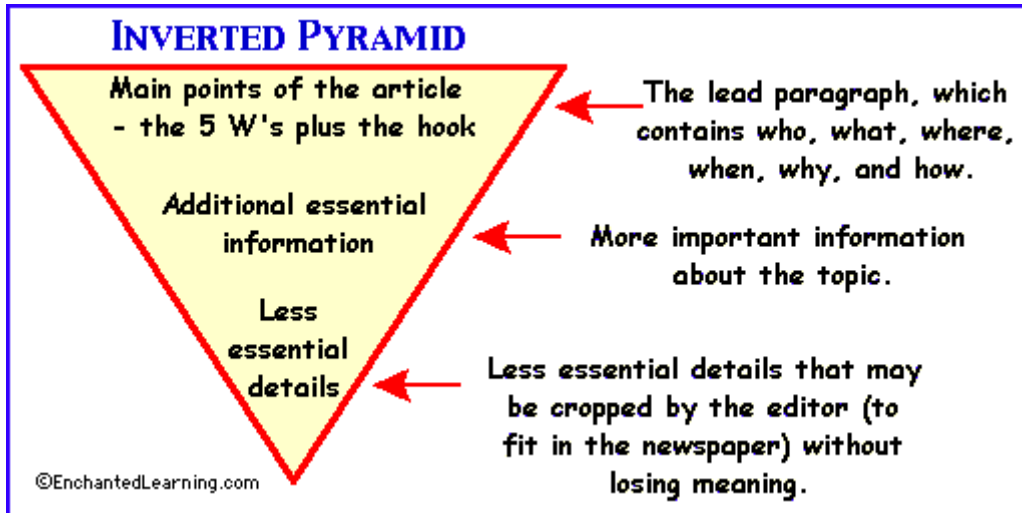 INVERTED PYRAMID
Main points of the article
- the 5 W's plus the hook
The lead paragraph, which
contains who, what, where,
when, why, and how.
Additional essential
information
More important information
about the topic.
Less
essential
details
Less essential details that may
be cropped by the editor (to
fit in the newspaper) without
losing meaning.
©EnchantedLearning.com